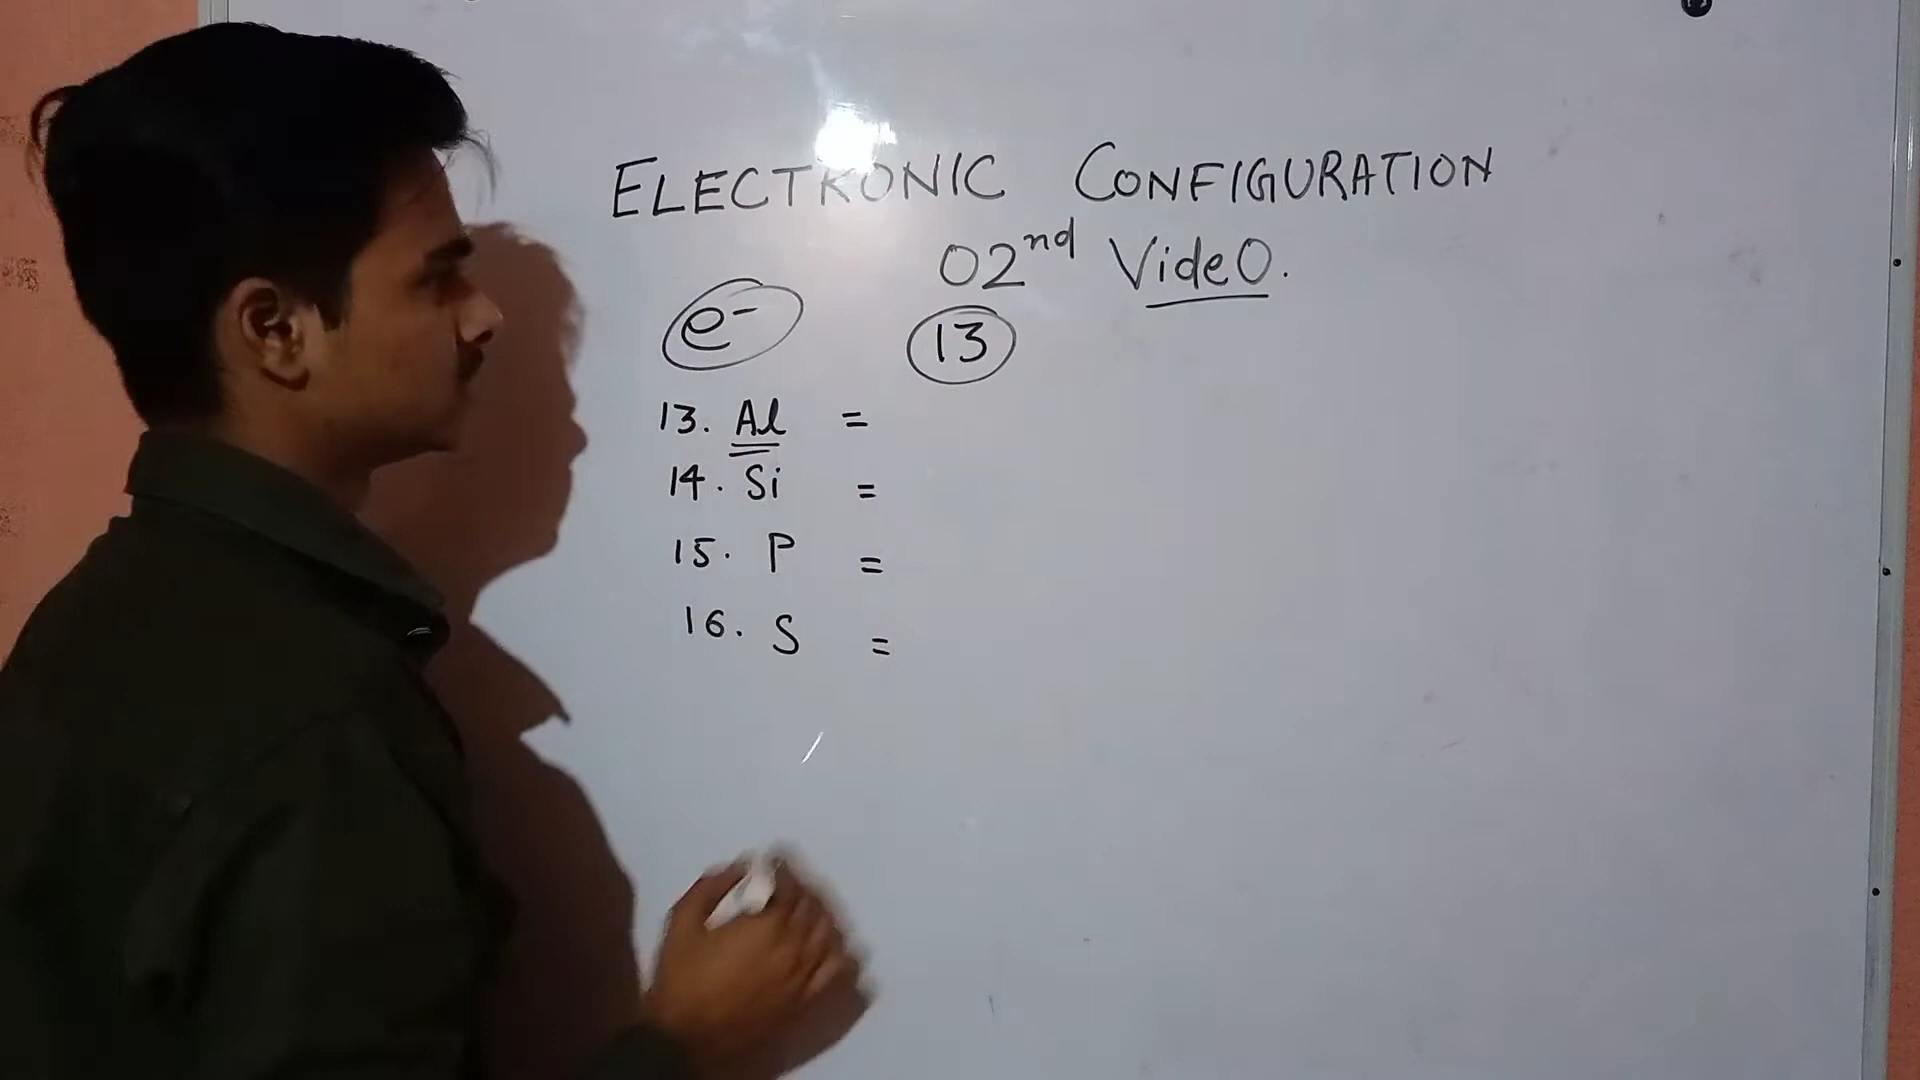 ELECTRONIC CONFIGURATION
02nd VideO.
e- 13
13. Al =
14. Si =
15. P =
16. S =